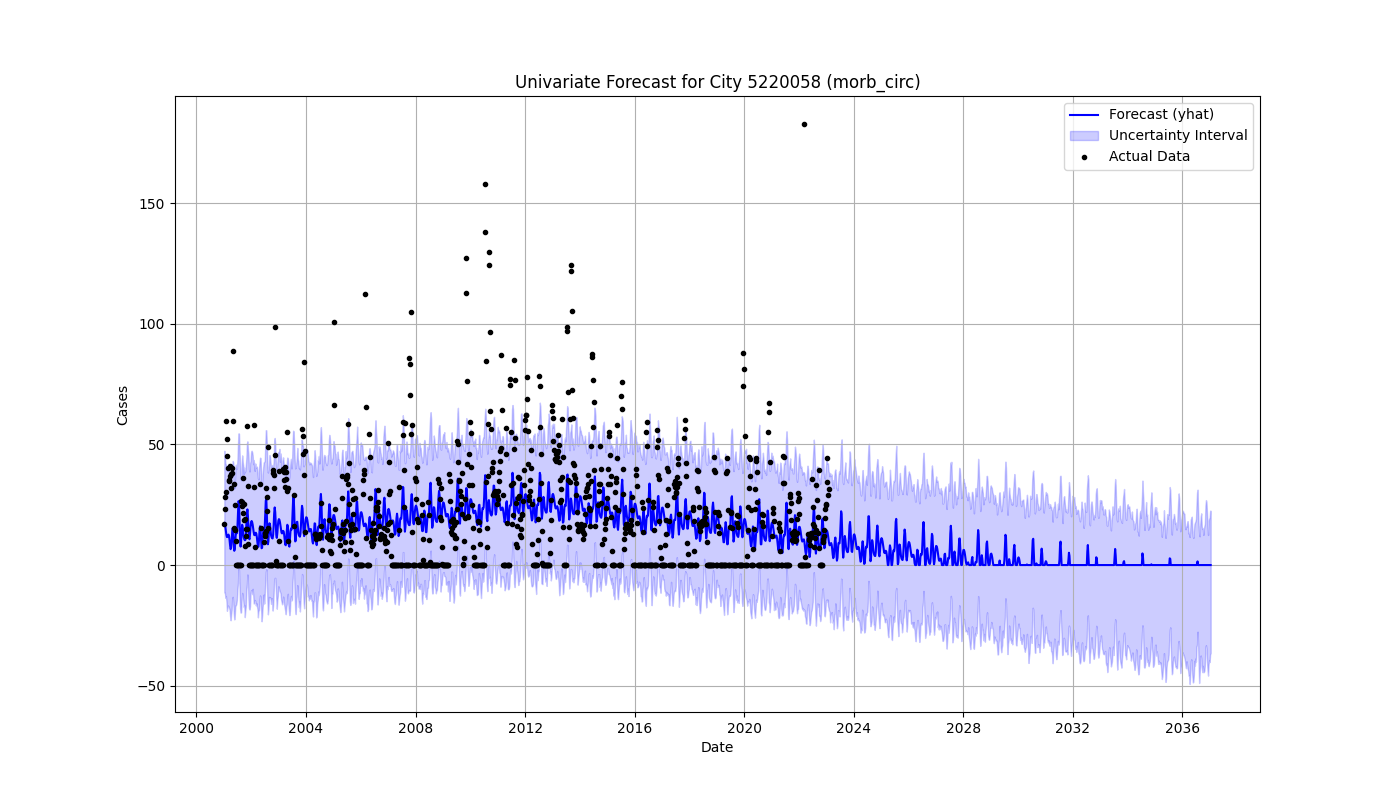 Univariate Forecast for City 5220058 (morb_circ)
Forecast (yhat)
Uncertainty Interval
Actual Data
Cases
150
100
50
0
−50
2000 2004 2008 2012 2016 2020 2024 2028 2032 2036
Date